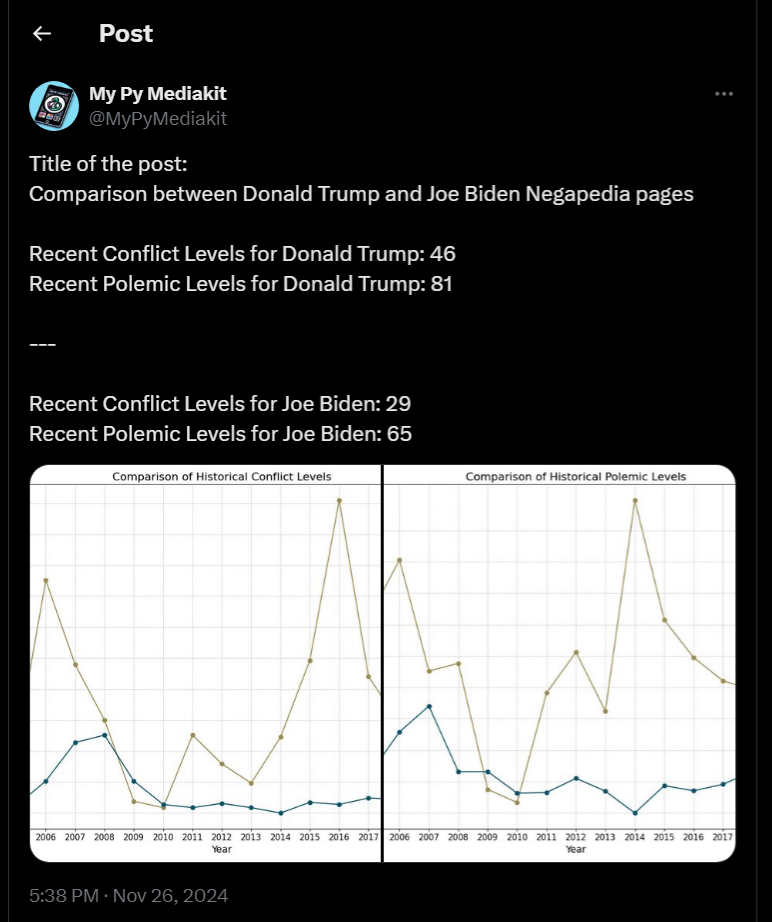 Post
My Py Mediakit
@MyPyMediakit
Title of the post:
Comparison between Donald Trump and Joe Biden Negapedia pages
Recent Conflict Levels for Donald Trump: 46
Recent Polemic Levels for Donald Trump: 81
---
Recent Conflict Levels for Joe Biden: 29
Recent Polemic Levels for Joe Biden: 65
Comparison of Historical Conflict Levels
2006 2007 2008 2009 2010 2011 2012 2013 2014 2015 2016 2017
Year
Comparison of Historical Polemic Levels
2006 2007 2008 2009 2010 2011 2012 2013 2014 2015 2016 2017
Year
5:38 PM · Nov 26, 2024